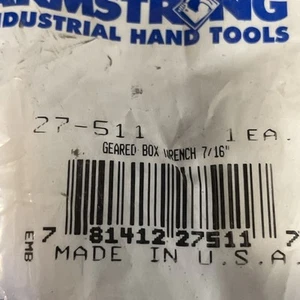 ARMSTRONG
INDUSTRIAL HAND TOOLS
27-511 1 EA.
GEARED BOX WRENCH 7/16"
7 81412 27511 7
EMB
MADE IN U.S.A.